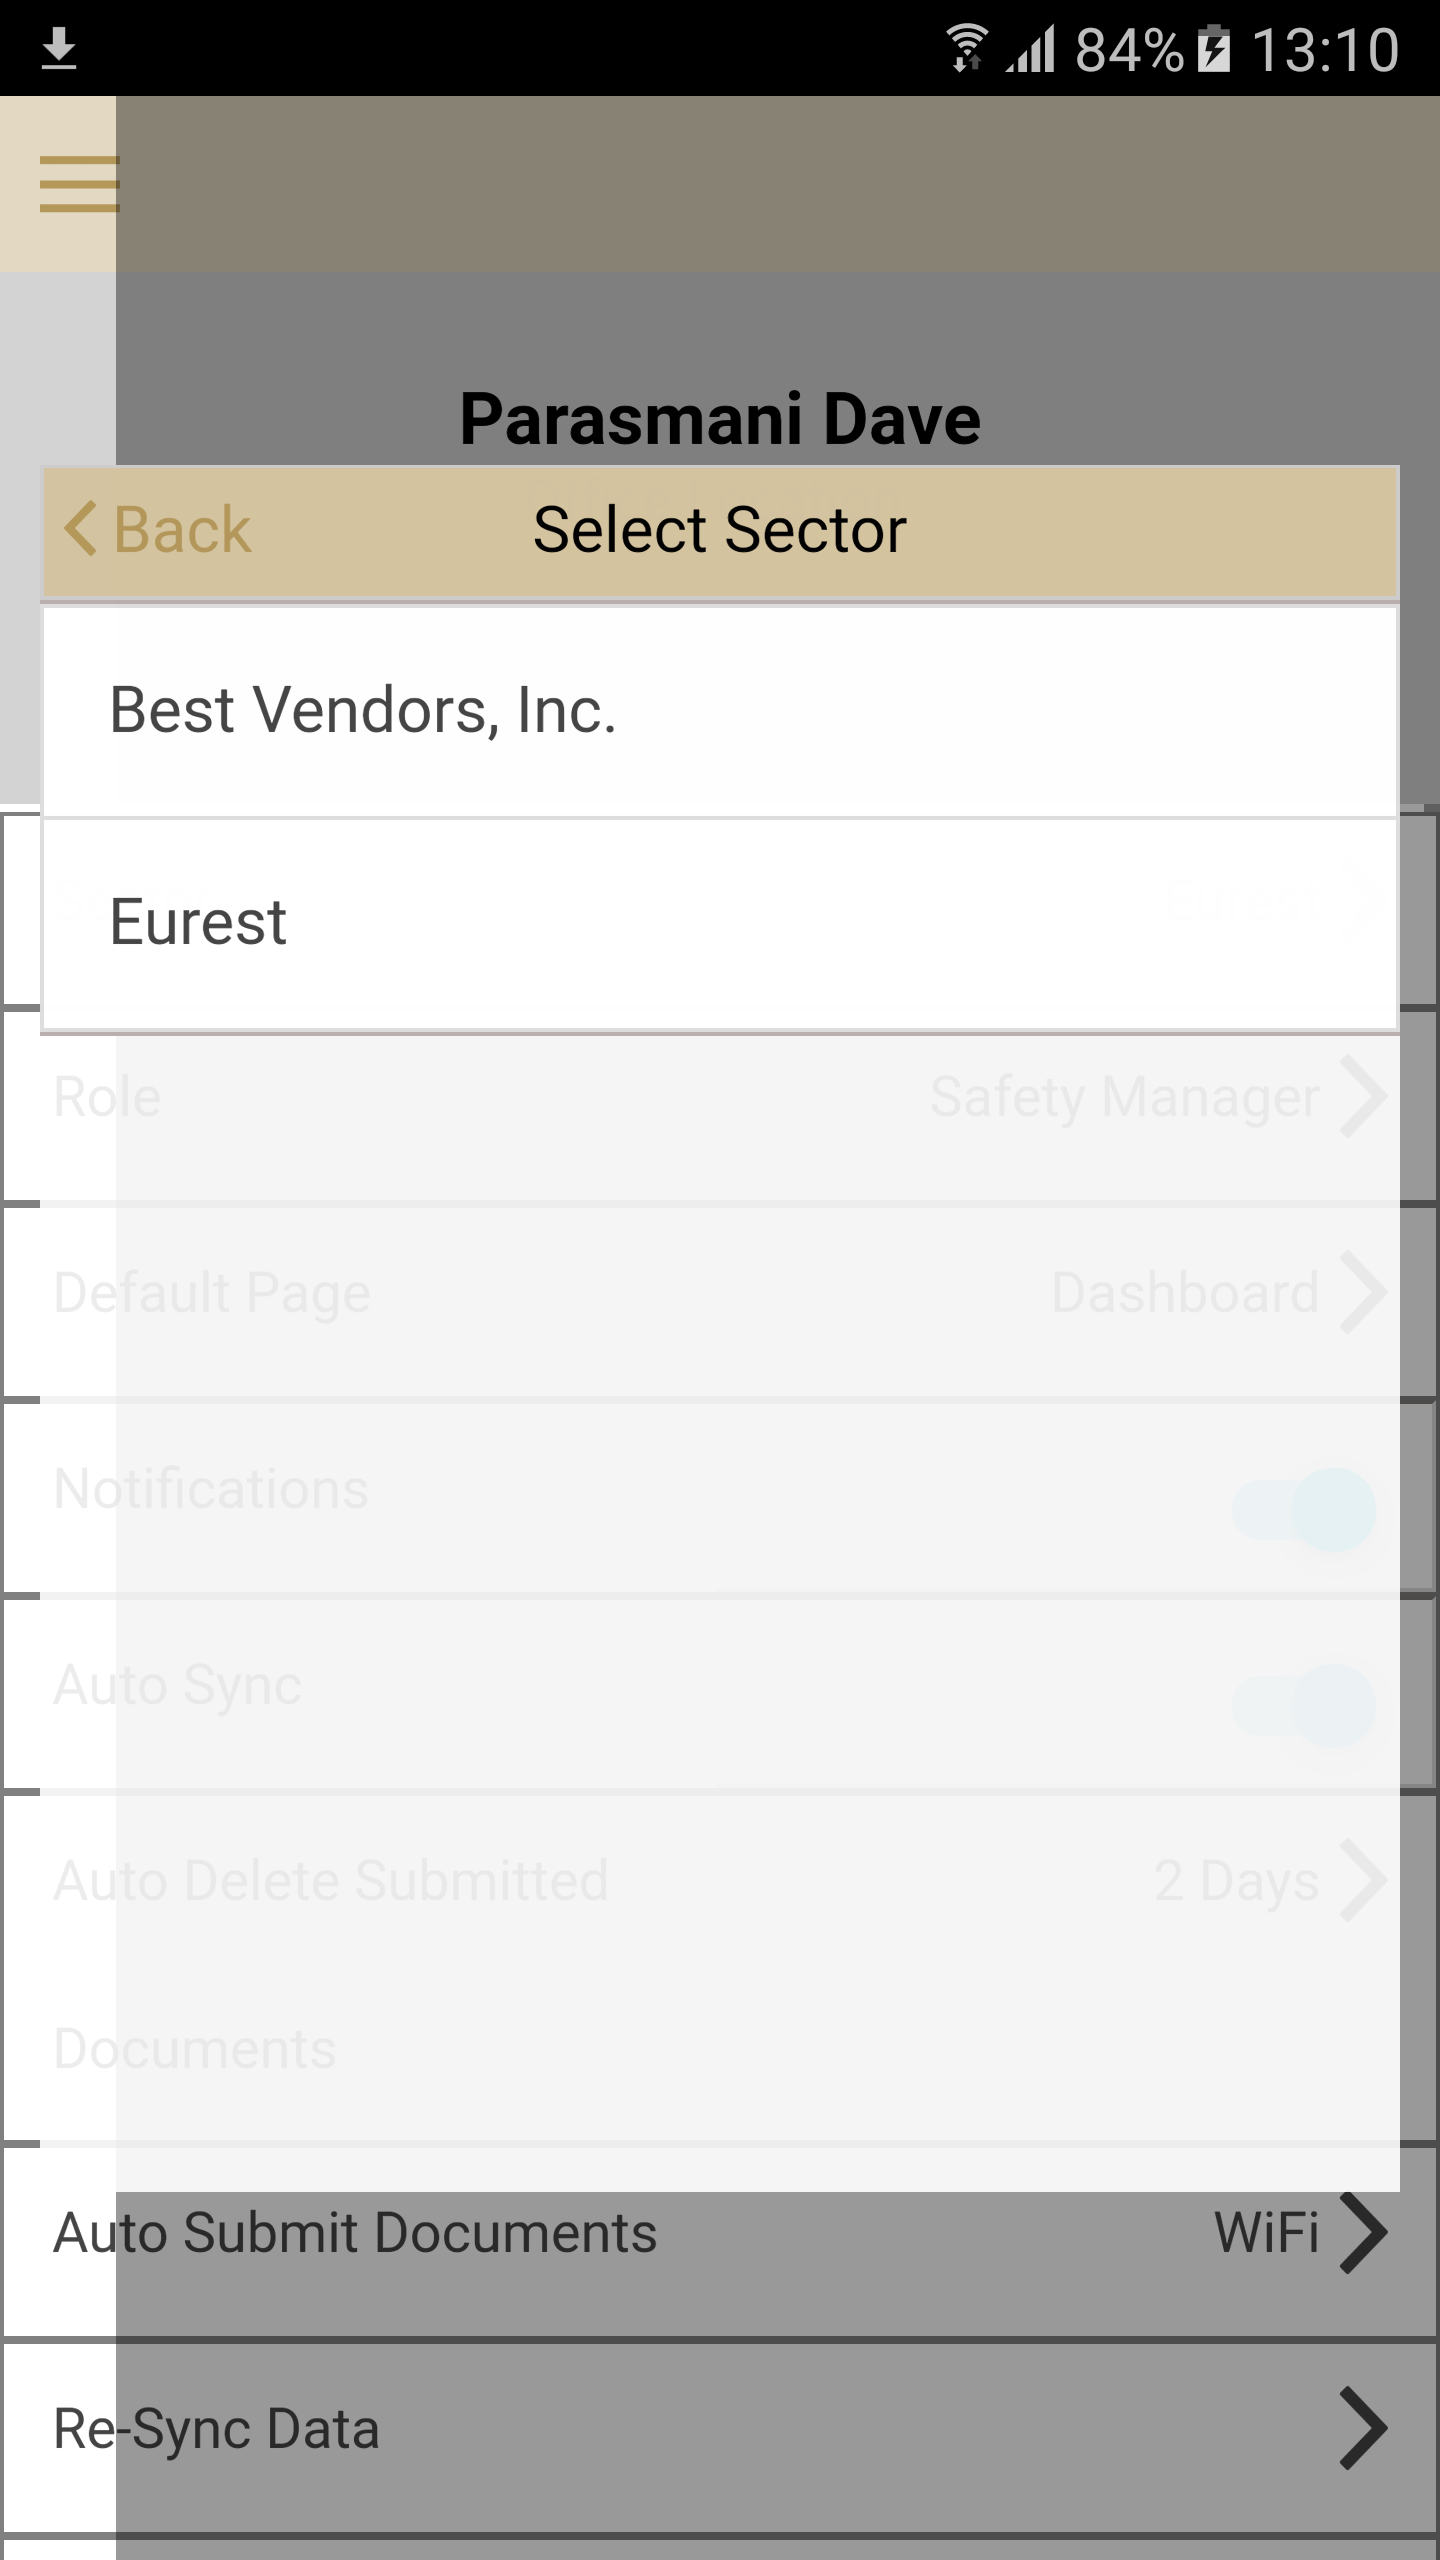 84% 13:10
Parasmani Dave
Back Select Sector
Best Vendors, Inc.
Eurest
Role Safety Manager
Default Page Dashboard
Notifications
Auto Sync
Auto Delete Submitted 2 Days
Documents
Auto Submit Documents WiFi
Re-Sync Data